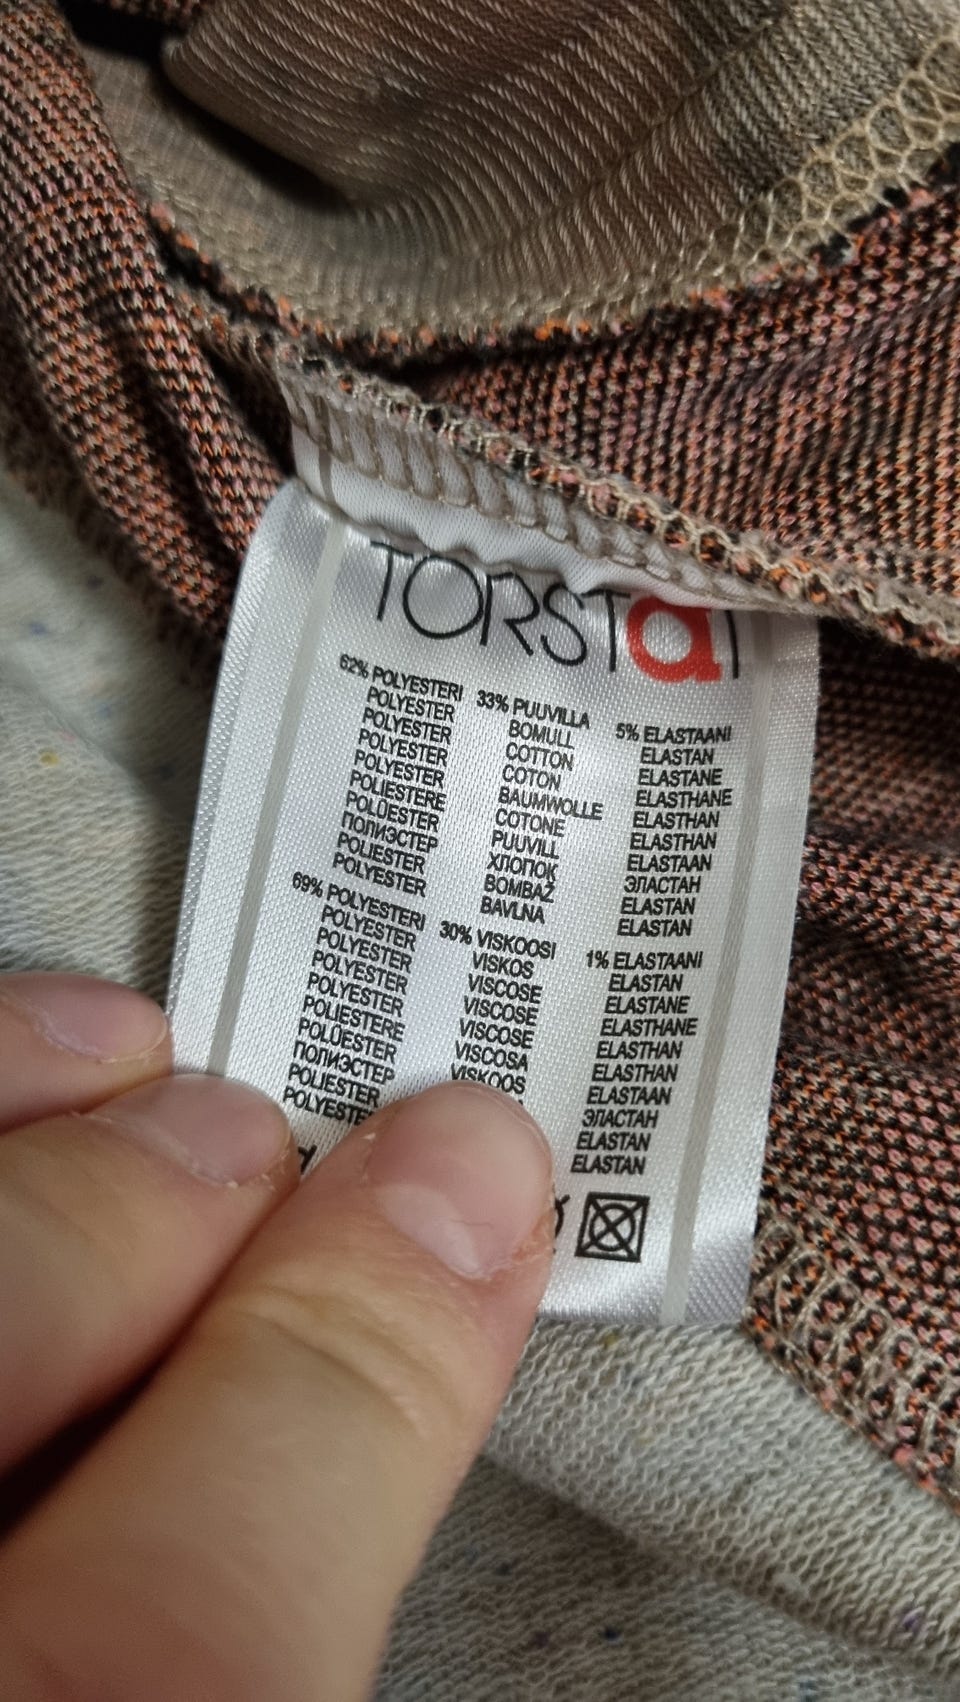 TORSTaI
62% POLYESTERI 33% PUUVILLA 5% ELASTAANI
POLYESTER BOMULL ELASTAN
POLYESTER COTTON ELASTANE
POLYESTER COTON ELASTHANE
POLYESTER BAUMWOLLE ELASTHAN
POLIESTERE COTONE ELASTHAN
POLÜESTER PUUVILL ELASTAAN
ПОЛИЭСТЕР ХЛОПОК ЭЛАСТАН
POLIESTER BOMBAŽ ELASTAN
POLYESTER BAVLNA ELASTAN
69% POLYESTERI 30% VISKOOSI 1% ELASTAANI
POLYESTER VISKOS ELASTAN
POLYESTER VISCOSE ELASTANE
POLYESTER VISCOSE ELASTHANE
POLYESTER VISCOSE ELASTHAN
POLIESTERE VISCOSA ELASTHAN
POLÜESTER VISKOOS ELASTAAN
ПОЛИЭСТЕР ЭЛАСТАН
POLIESTER ELASTAN
POLYESTER ELASTAN